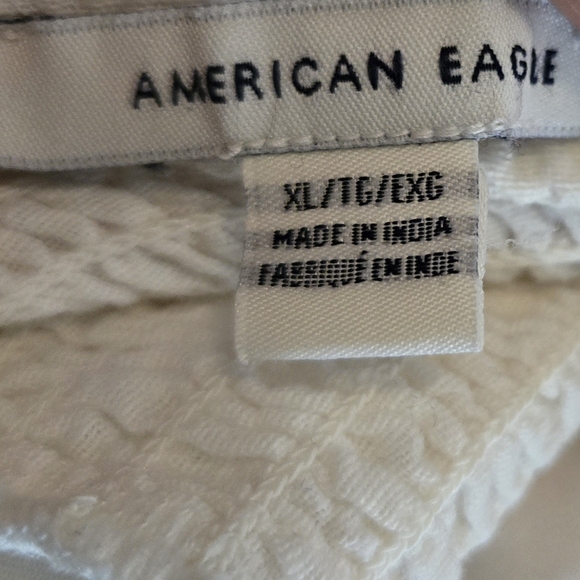 AMERICAN EAGLE
XL/TG/EXG
MADE IN INDIA
FABRIQUÉ EN INDE